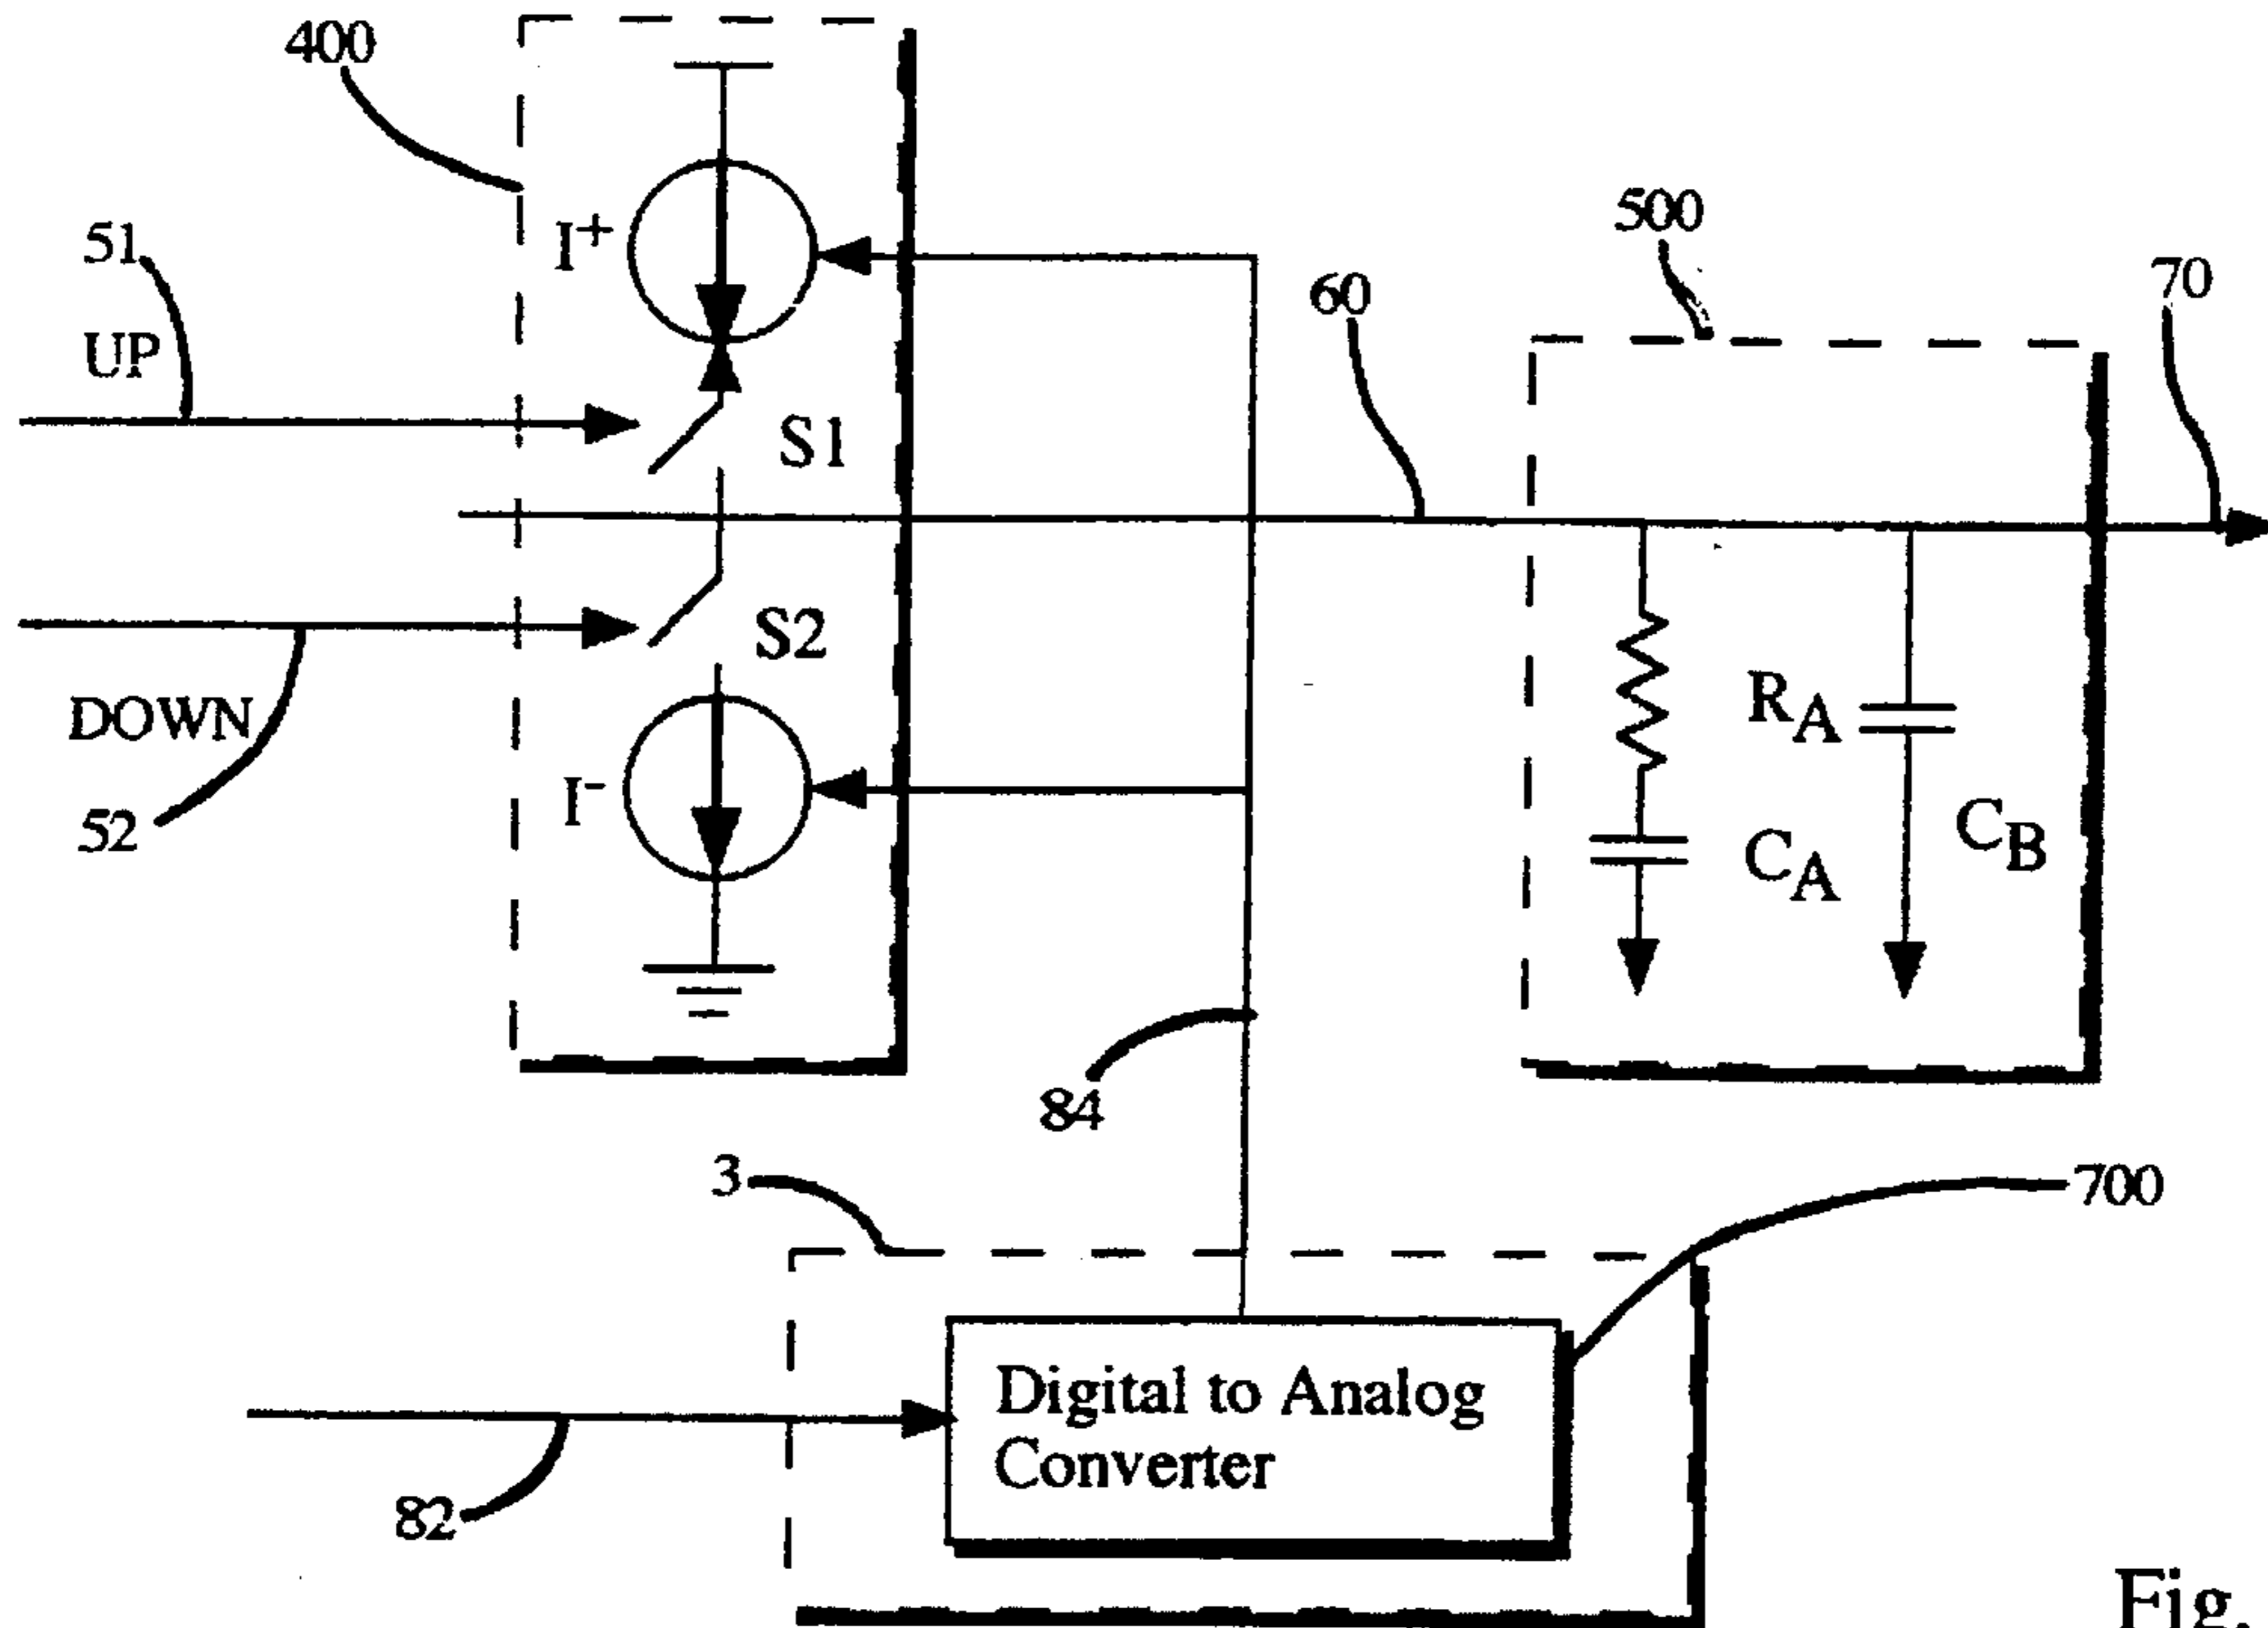 400
I+
51
UP
S1
S2
DOWN
52
I-
60
500
70
RA
CA
CB
84
3
700
Digital to Analog
Converter
82
Fig.